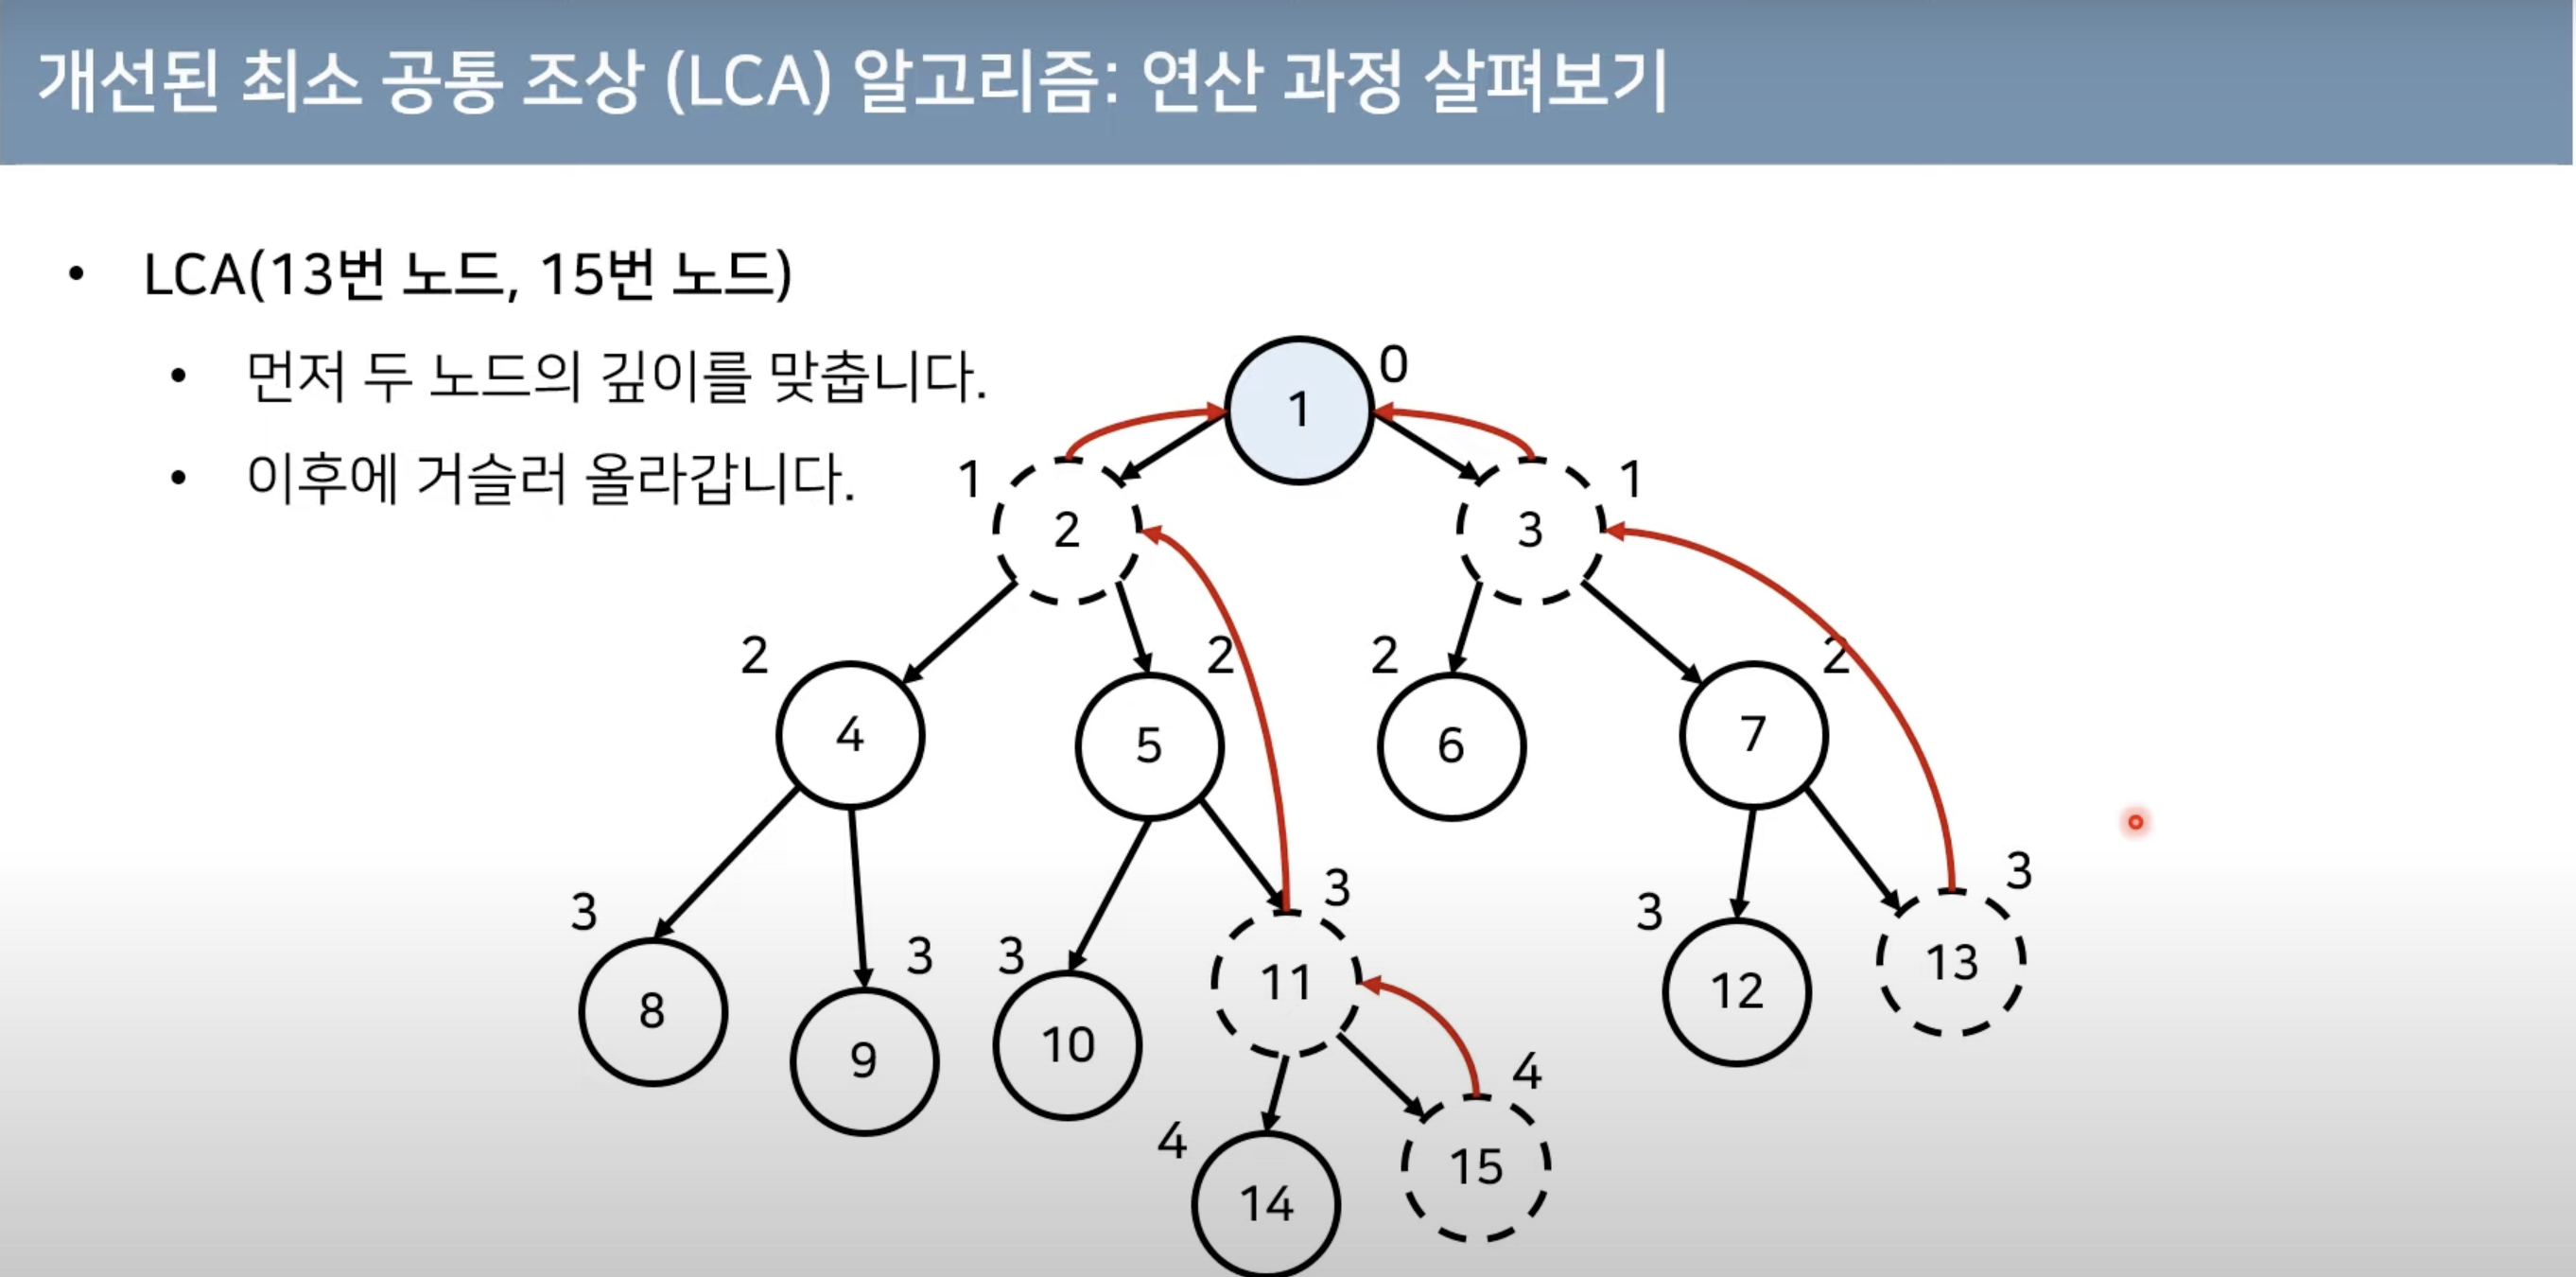 개선된 최소 공통 조상 (LCA) 알고리즘: 연산 과정 살펴보기
• LCA(13번 노드, 15번 노드)
• 먼저 두 노드의 깊이를 맞춥니다.
• 이후에 거슬러 올라갑니다.
1 0
1 2 3 1
2 4 5 2 2 6 7 2
3 8 9 3 3 10 11 3 3 12 13 3
4 14 15 4